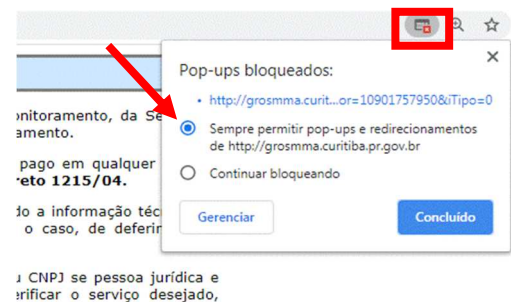 Pop-ups bloqueados:
http://grosmma.curit...or=10901757950&iTipo=0
Sempre permitir pop-ups e redirecionamentos
de http://grosmma.curitiba.pr.gov.br
Continuar bloqueando
Gerenciar
Concluído
onitoramento, da Se
amento.
pago em qualquer
reto 1215/04.
do a informação téc
o caso, de deferir
u CNPJ se pessoa jurídica e
erificar o serviço desejado,